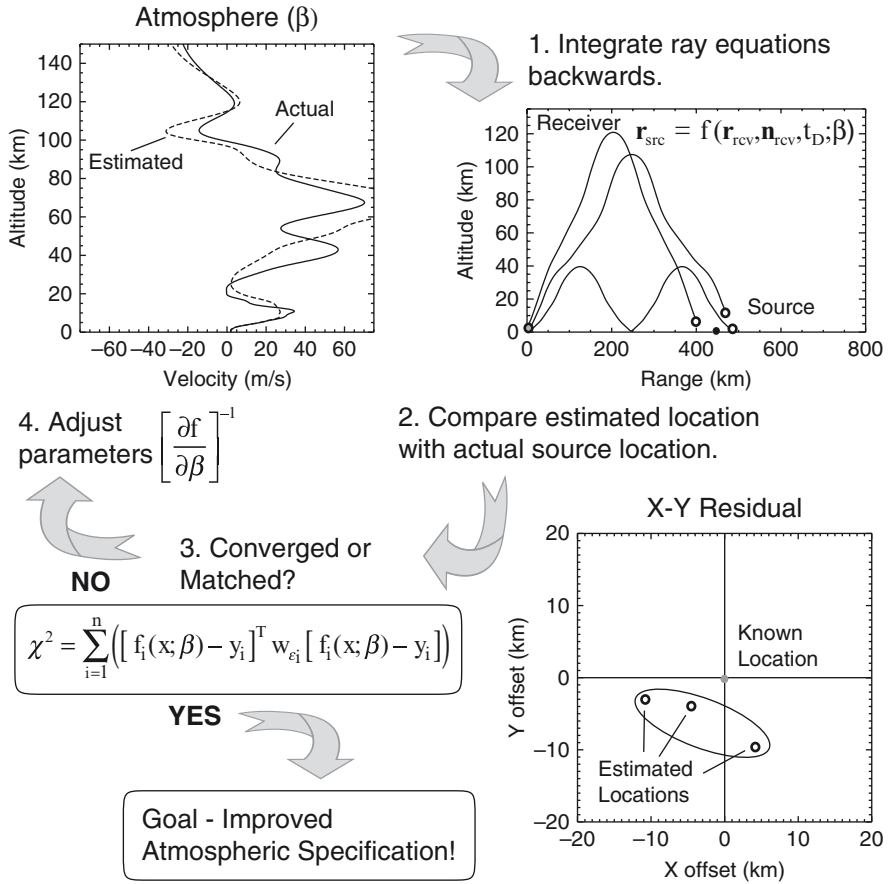 Atmosphere (β)
140
120
100
80
60
40
20
0
Altitude (km)
Actual
Estimated
−60 −40 −20 0 20 40 60
Velocity (m/s)
1. Integrate ray equations
backwards.
Receiver
r_src = f (r_rcv,n_rcv,t_D;β)
120
100
80
60
40
20
0
Altitude (km)
Source
0 200 400 600 800
Range (km)
2. Compare estimated location
with actual source location.
4. Adjust
parameters [∂f/∂β]^−1
3. Converged or
Matched?
NO
χ² = ∑_{i=1}^{n} ([ f_i(x; β) − y_i ]^T w_{ε_i} [ f_i(x; β) − y_i ])
YES
Goal - Improved
Atmospheric Specification!
X-Y Residual
20
10
0
−10
−20
Y offset (km)
Known
Location
Estimated
Locations
−20 −10 0 10 20
X offset (km)